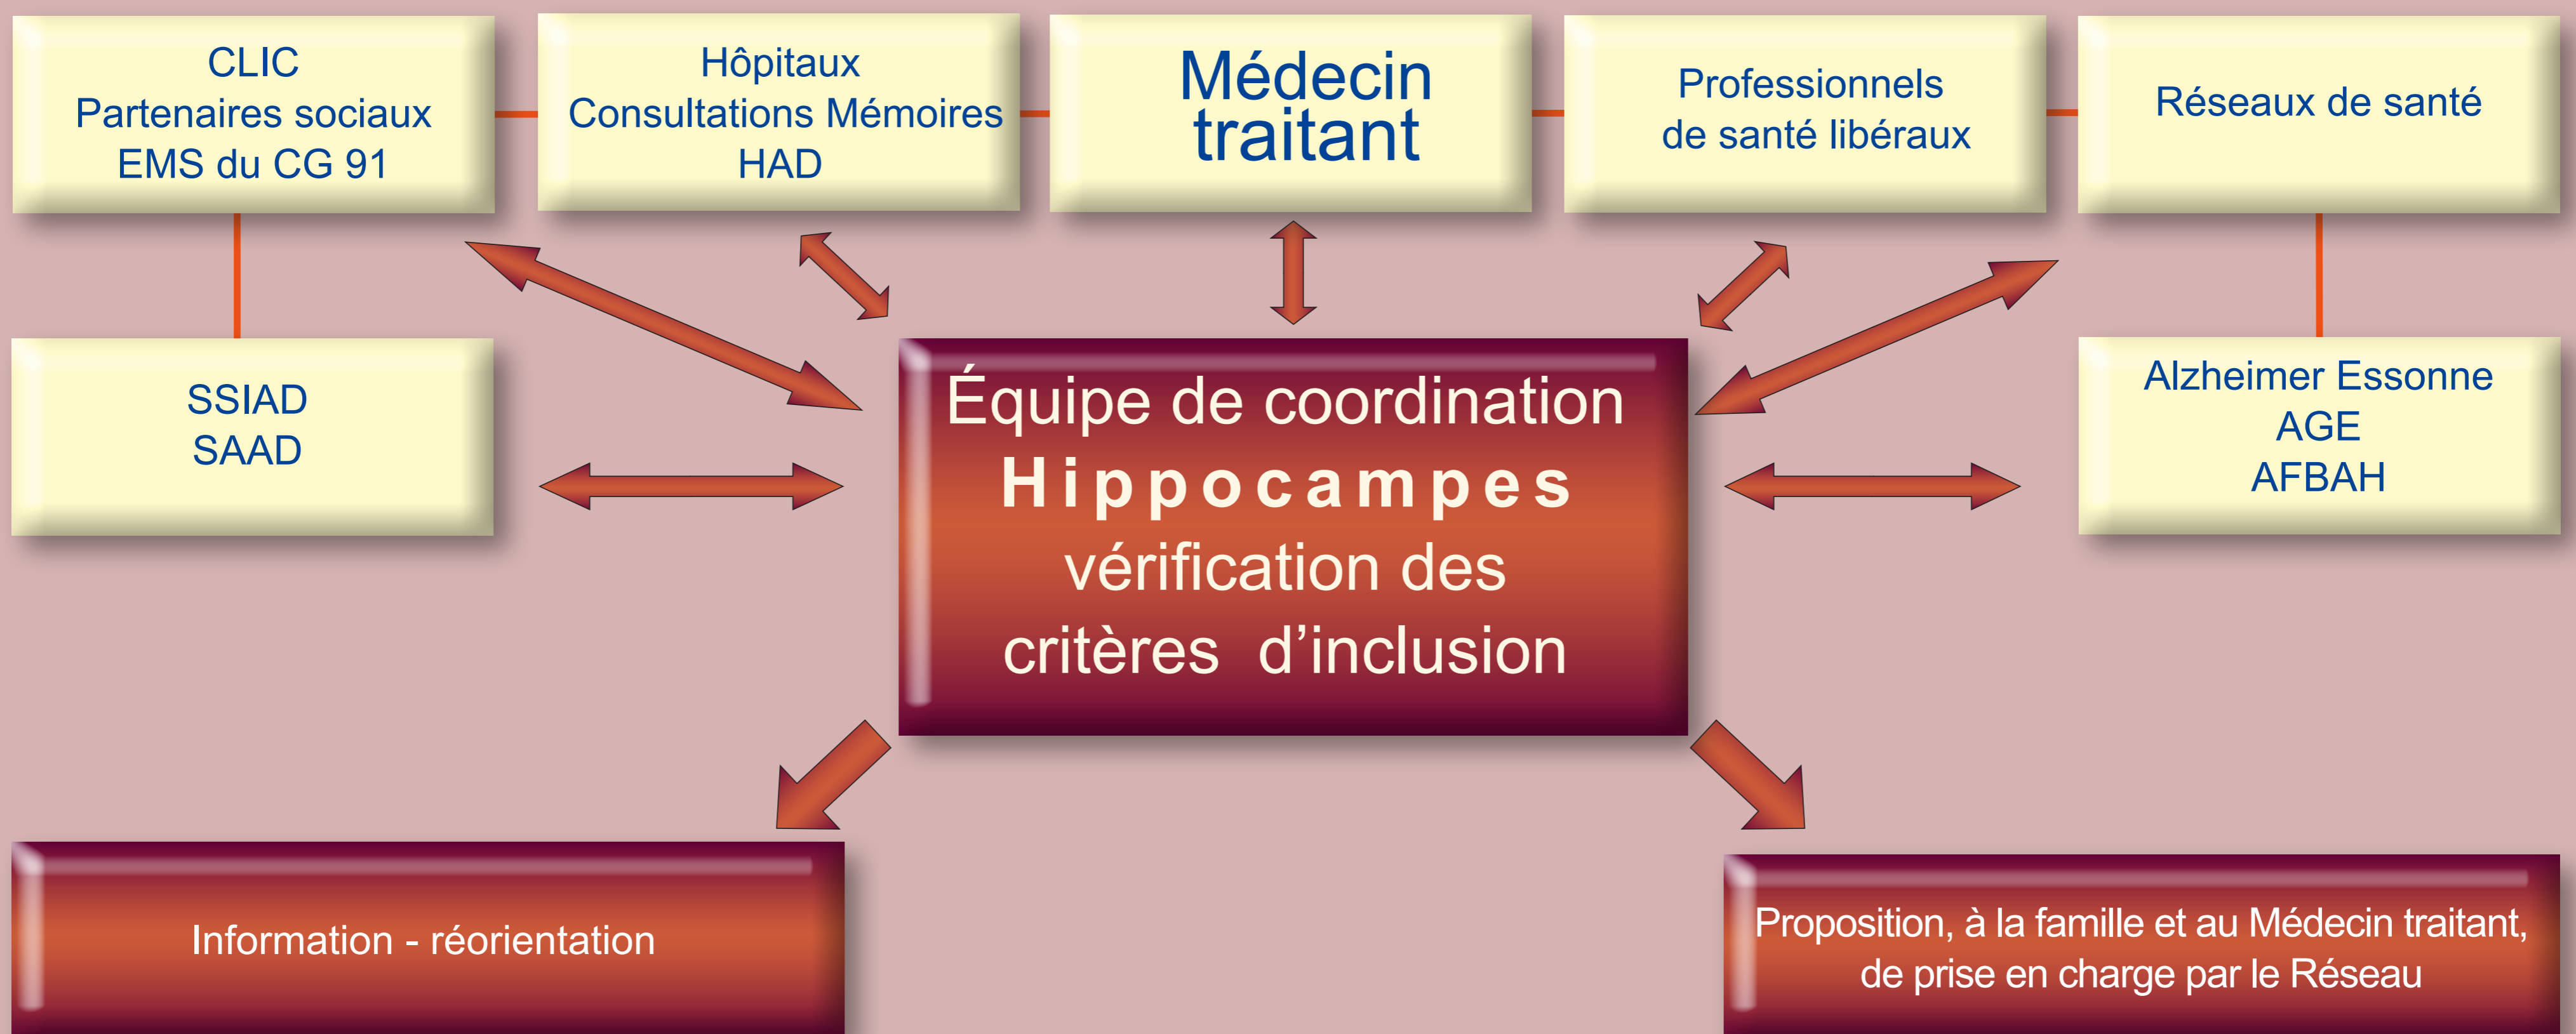 CLIC
Partenaires sociaux
EMS du CG 91
Hôpitaux
Consultations Mémoires
HAD
Médecin
traitant
Professionnels
de santé libéraux
Réseaux de santé
SSIAD
SAAD
Équipe de coordination
Hippocampes
vérification des
critères d’inclusion
Alzheimer Essonne
AGE
AFBAH
Information - réorientation
Proposition, à la famille et au Médecin traitant,
de prise en charge par le Réseau